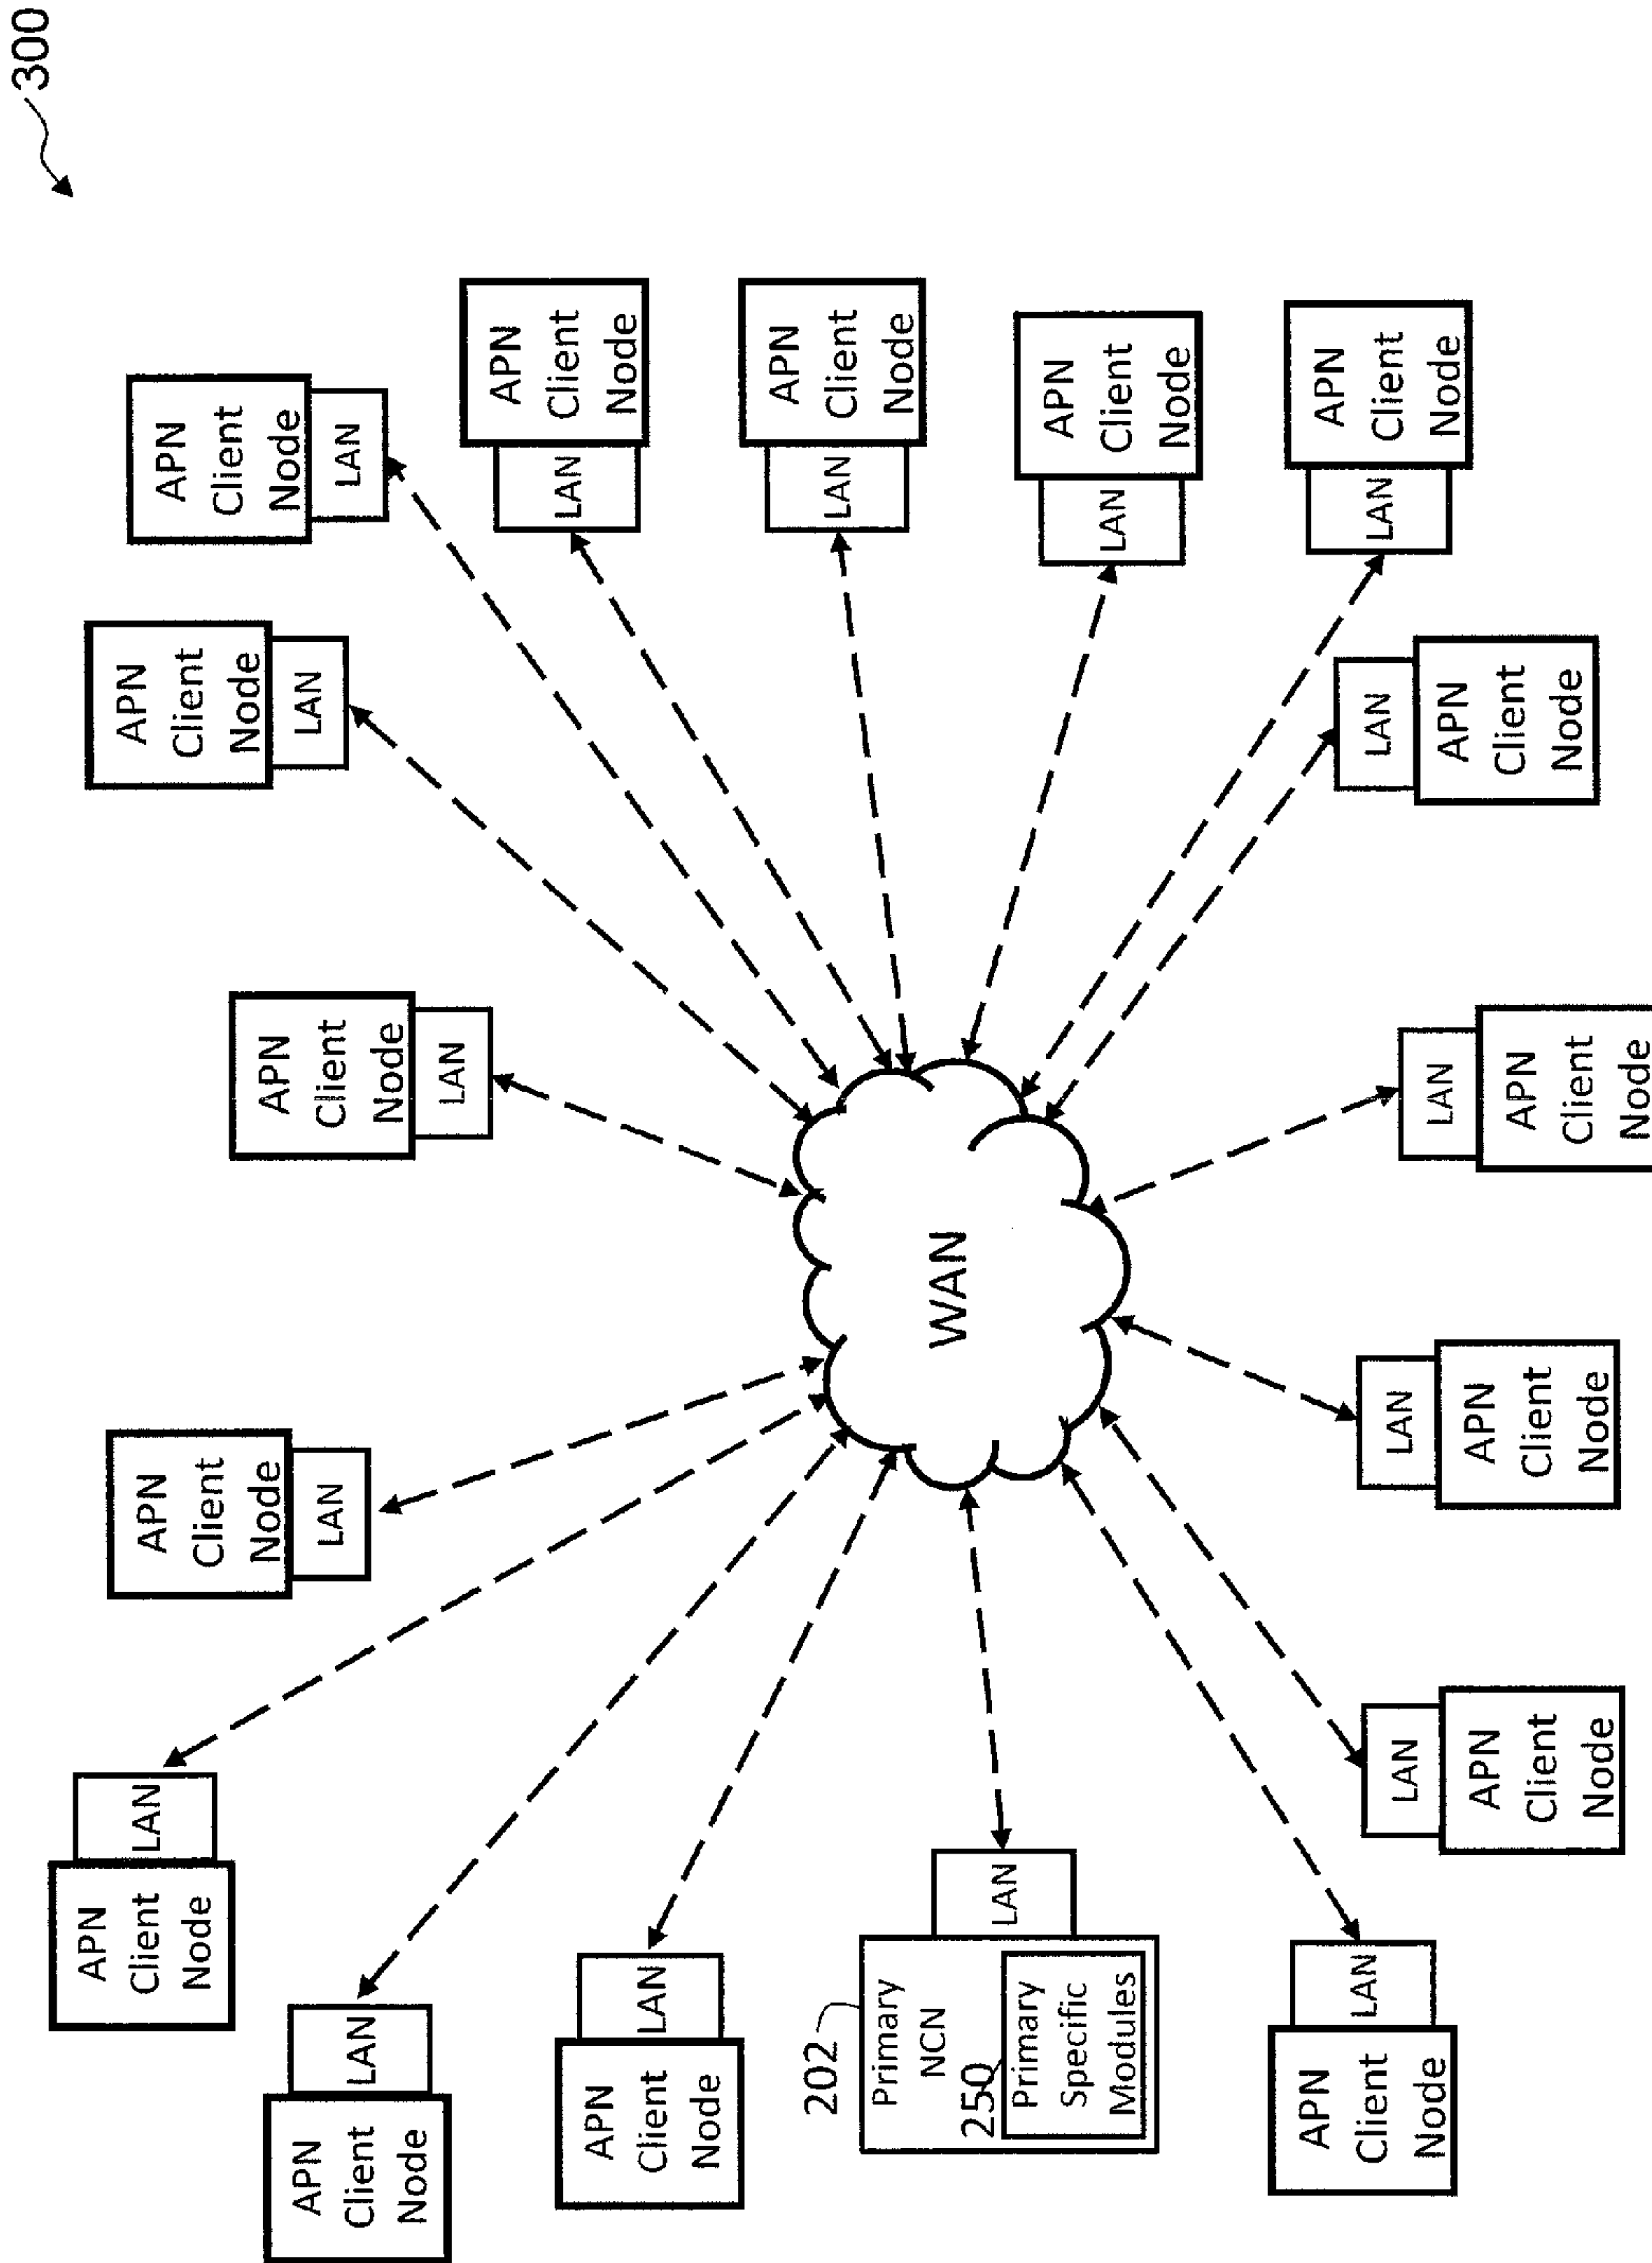 300
APN
Client
Node
LAN
APN
Client
Node
LAN
APN
Client
Node
LAN
APN
Client
Node
LAN
APN
Client
Node
LAN
APN
Client
Node
LAN
APN
Client
Node
LAN
APN
Client
Node
LAN
APN
Client
Node
LAN
202
Primary
NCN
250
Primary
Specific
Modules
LAN
WAN
APN
Client
Node
LAN
APN
Client
Node
LAN
LAN
APN
Client
Node
LAN
APN
Client
Node
LAN
APN
Client
Node
LAN
APN
Client
Node
LAN
APN
Client
Node